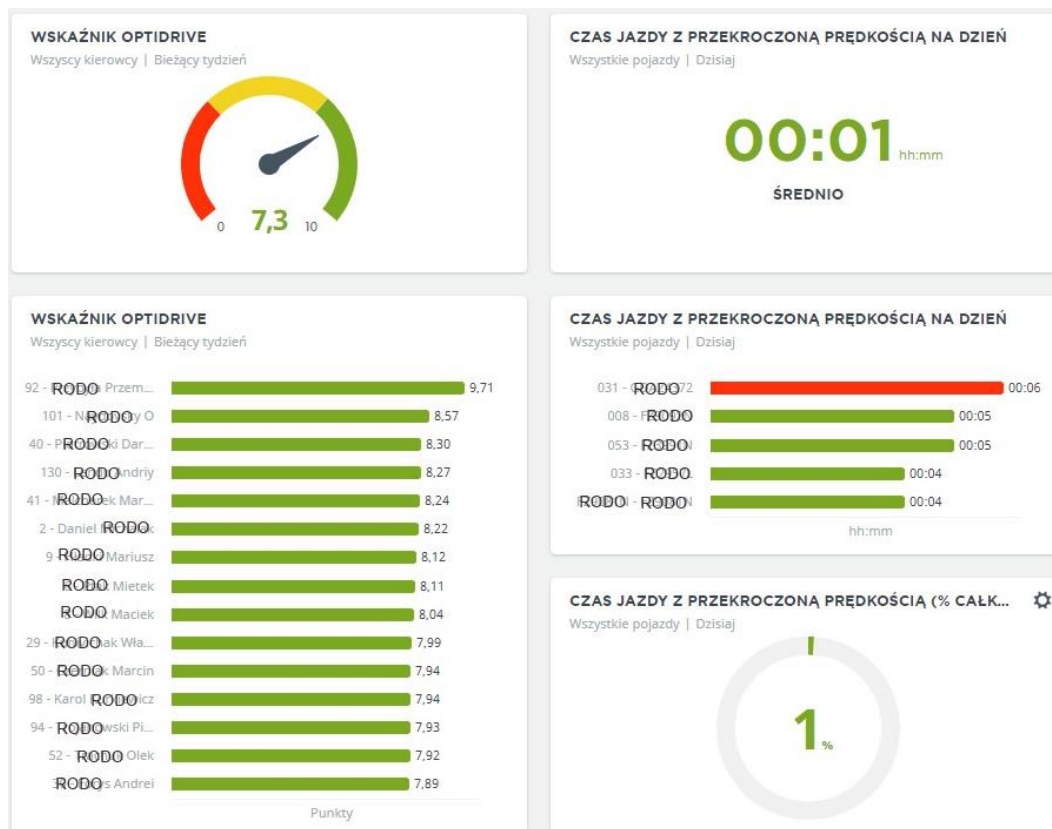 WSKAŹNIK OPTIDRIVE
Wszyscy kierowcy | Bieżący tydzień
0
7,3
10
CZAS JAZDY Z PRZEKROCZONĄ PRĘDKOŚCIĄ NA DZIEŃ
Wszystkie pojazdy | Dzisiaj
00:01 hh:mm
ŚREDNIO
WSKAŹNIK OPTIDRIVE
Wszyscy kierowcy | Bieżący tydzień
92 - RODO Przem... 9,71
101 - RODO O 8,57
40 - RODO Dar... 8,30
130 - RODO Andriy 8,27
41 - RODO Mar... 8,24
2 - Daniel RODO 8,22
9 - RODO Mariusz 8,12
RODO Mietek 8,11
RODO Maciek 8,04
29 - RODO Wła... 7,99
50 - RODO Marcin 7,94
98 - Karol RODO 7,94
94 - RODO Pi... 7,93
52 - RODO Olek 7,92
RODO Andrei 7,89
Punkty
CZAS JAZDY Z PRZEKROCZONĄ PRĘDKOŚCIĄ NA DZIEŃ
Wszystkie pojazdy | Dzisiaj
031 - RODO 00:06
008 - RODO 00:05
053 - RODO 00:05
033 - RODO 00:04
RODO - RODO 00:04
hh:mm
CZAS JAZDY Z PRZEKROCZONĄ PRĘDKOŚCIĄ (% CAŁK...
Wszystkie pojazdy | Dzisiaj
1 %